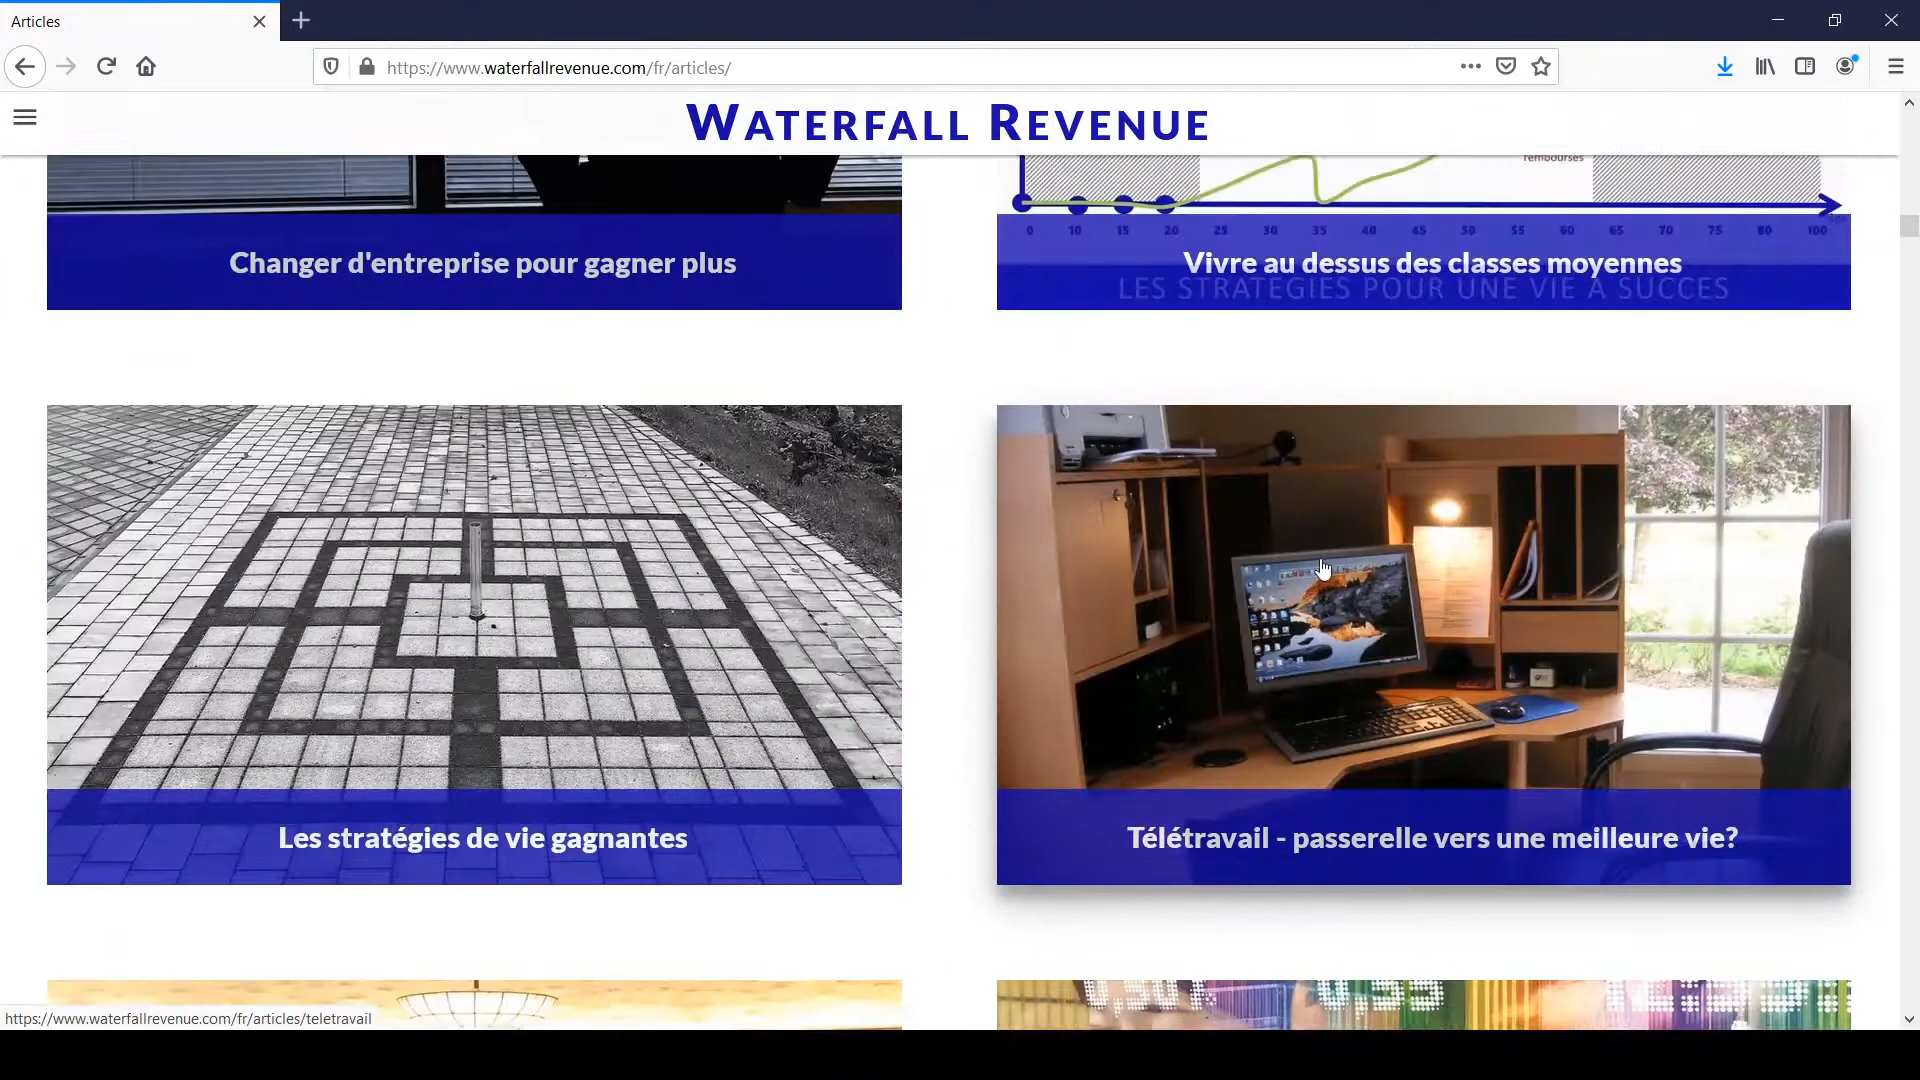 Articles
https://www.waterfallrevenue.com/fr/articles/
WATERFALL REVENUE
rembourses
0 10 15 20 25 30 35 40 45 50 55 60 65 70 75 80 100
Changer d'entreprise pour gagner plus
Vivre au dessus des classes moyennes
LES STRATEGIES POUR UNE VIE A SUCCES
Les stratégies de vie gagnantes
Télétravail - passerelle vers une meilleure vie?
https://www.waterfallrevenue.com/fr/articles/teletravail